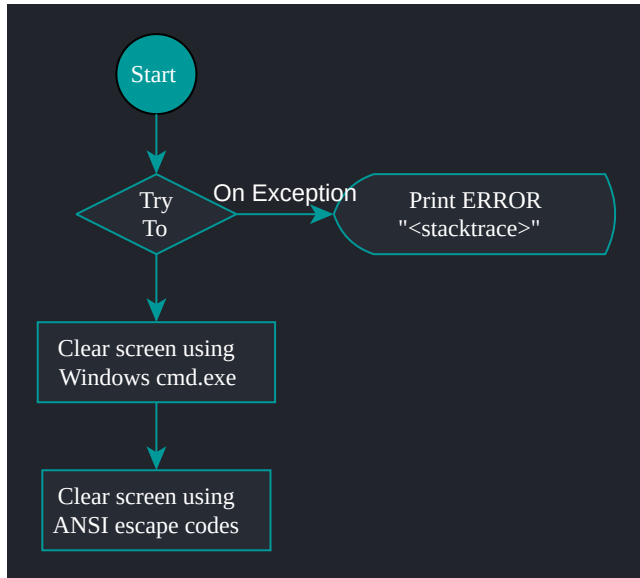 Start
Try
To
On Exception
Print ERROR
"<stacktrace>"
Clear screen using
Windows cmd.exe
Clear screen using
ANSI escape codes